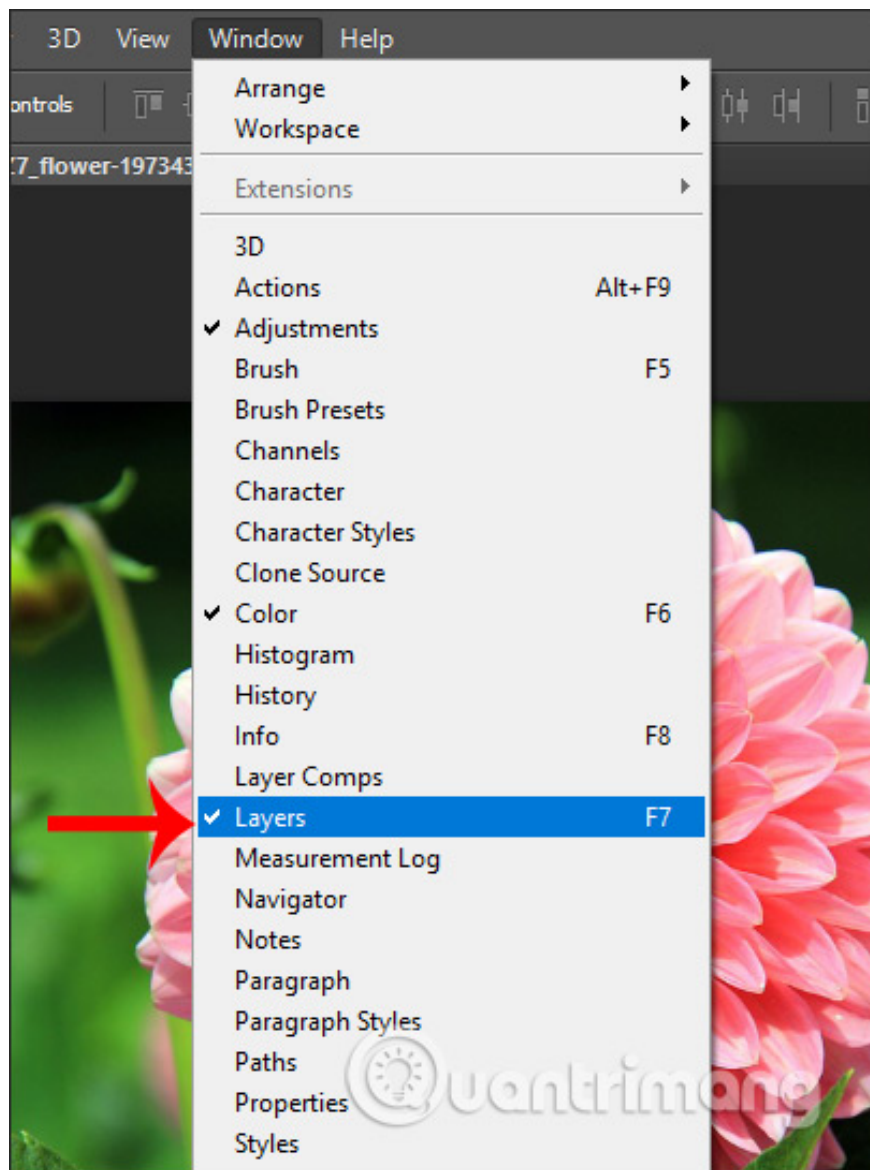 3D View Window Help
ontrols
7_flower-197343
Arrange
Workspace
Extensions
3D
Actions Alt+F9
Adjustments
Brush F5
Brush Presets
Channels
Character
Character Styles
Clone Source
Color F6
Histogram
History
Info F8
Layer Comps
Layers F7
Measurement Log
Navigator
Notes
Paragraph
Paragraph Styles
Paths
Properties
Styles
Quantrimang